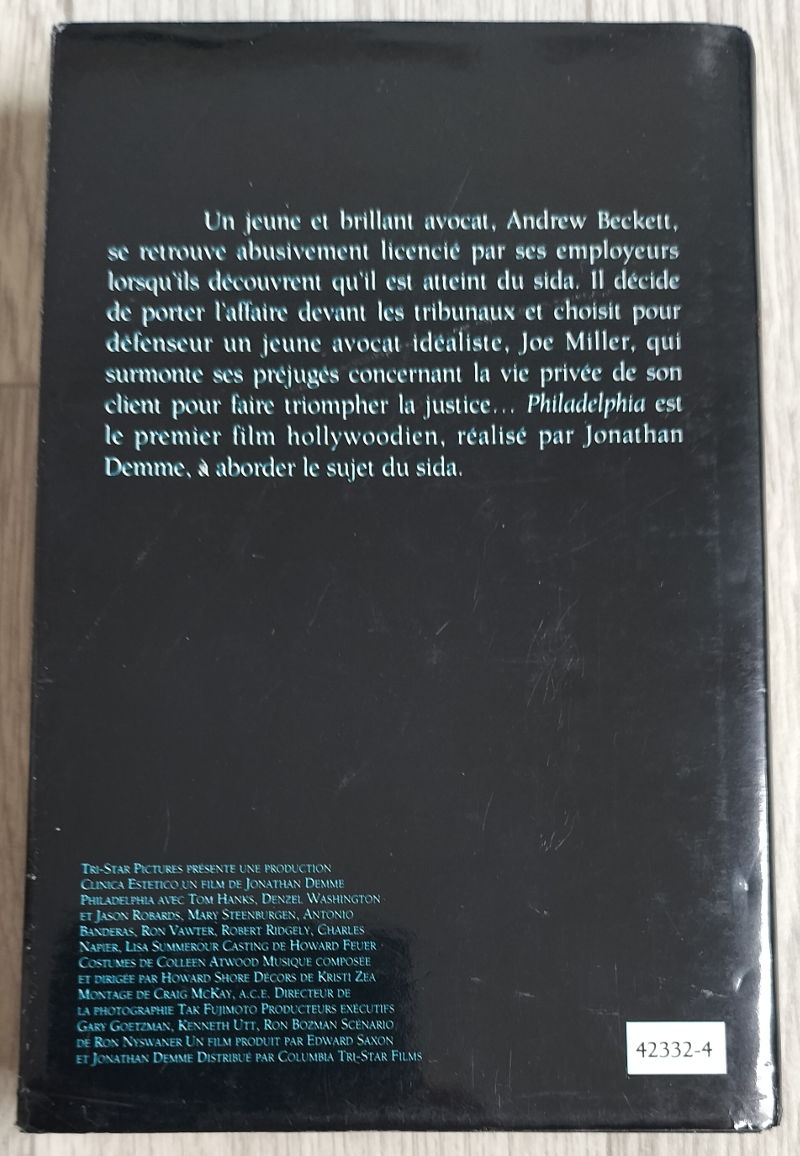 Un jeune et brillant avocat, Andrew Beckett,
se retrouve abusivement licencié par ses employeurs
lorsqu'ils découvrent qu'il est atteint du sida. Il décide
de porter l'affaire devant les tribunaux et choisit pour
défenseur un jeune avocat idéaliste, Joe Miller, qui
surmonte ses préjugés concernant la vie privée de son
client pour faire triompher la justice... Philadelphia est
le premier film hollywoodien, réalisé par Jonathan
Demme, à aborder le sujet du sida.
TRI-STAR PICTURES PRÉSENTE UNE PRODUCTION
CLINICA ESTETICO UN FILM DE JONATHAN DEMME
PHILADELPHIA AVEC TOM HANKS, DENZEL WASHINGTON
ET JASON ROBARDS, MARY STEENBURGEN, ANTONIO
BANDERAS, RON VAWTER, ROBERT RIDGELY, CHARLES
NAPIER, LISA SUMMEROUR CASTING DE HOWARD FEUER
COSTUMES DE COLLEEN ATWOOD MUSIQUE COMPOSÉE
ET DIRIGÉE PAR HOWARD SHORE DÉCORS DE KRISTI ZEA
MONTAGE DE CRAIG MCKAY, A.C.E. DIRECTEUR DE
LA PHOTOGRAPHIE TAK FUJIMOTO PRODUCTEURS EXÉCUTIFS
GARY GOETZMAN, KENNETH UTT, RON BOZMAN SCÉNARIO
DE RON NYSWANER UN FILM PRODUIT PAR EDWARD SAXON
ET JONATHAN DEMME DISTRIBUÉ PAR COLUMBIA TRI-STAR FILMS
42332-4